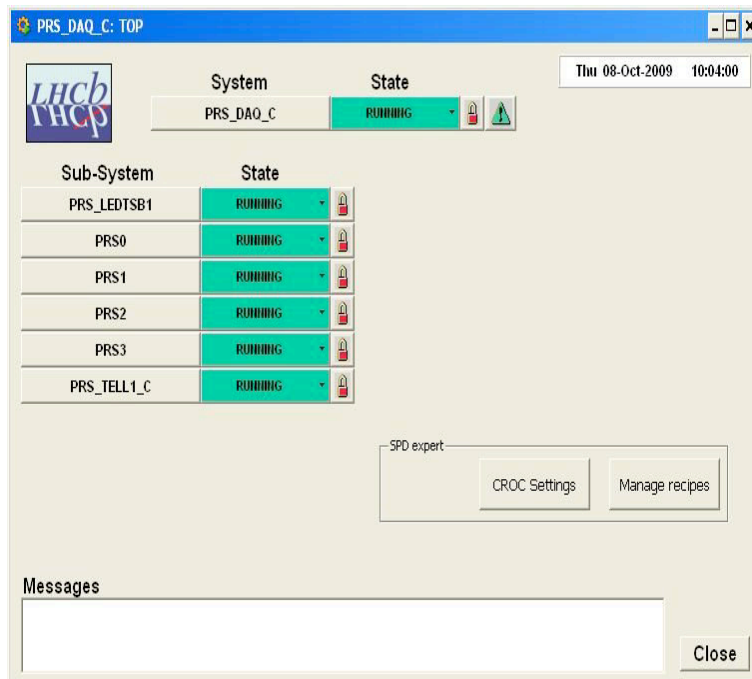 PRS_DAQ_C: TOP
LHCb
Thu 08-Oct-2009 10:04:00
System State
PRS_DAQ_C RUNNING
Sub-System State
PRS_LEDTSB1 RUNNING
PRS0 RUNNING
PRS1 RUNNING
PRS2 RUNNING
PRS3 RUNNING
PRS_TELL1_C RUNNING
SPD expert
CROC Settings Manage recipes
Messages
Close